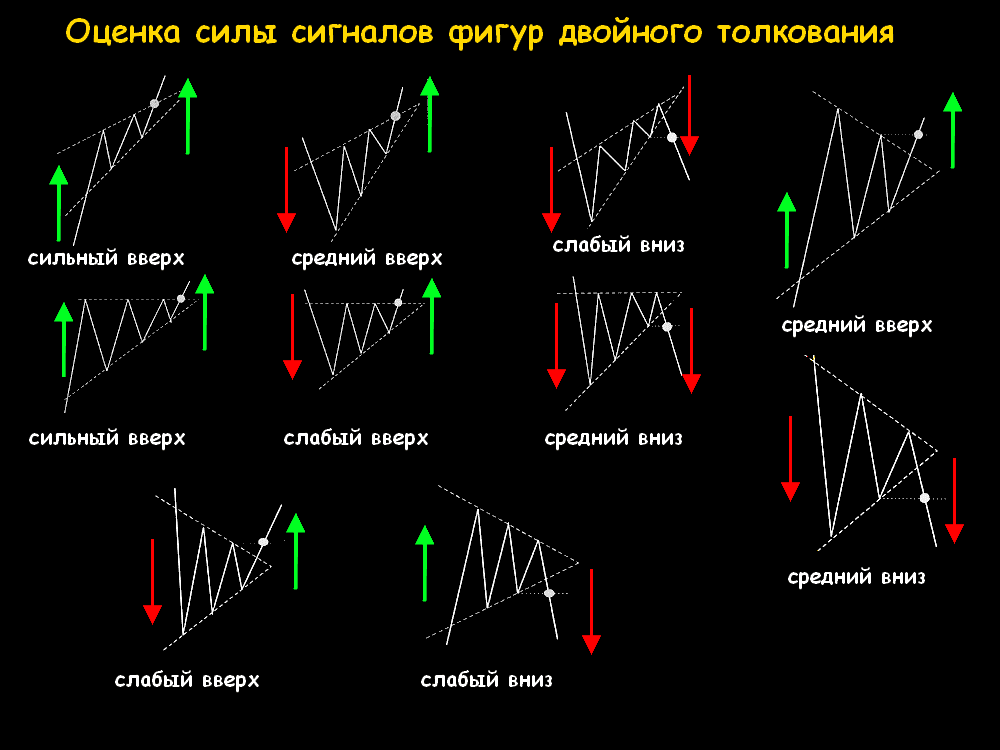 Оценка силы сигналов фигур двойного толкования
сильный вверх
средний вверх
слабый вниз
средний вверх
сильный вверх
слабый вверх
средний вниз
средний вниз
слабый вверх
слабый вниз